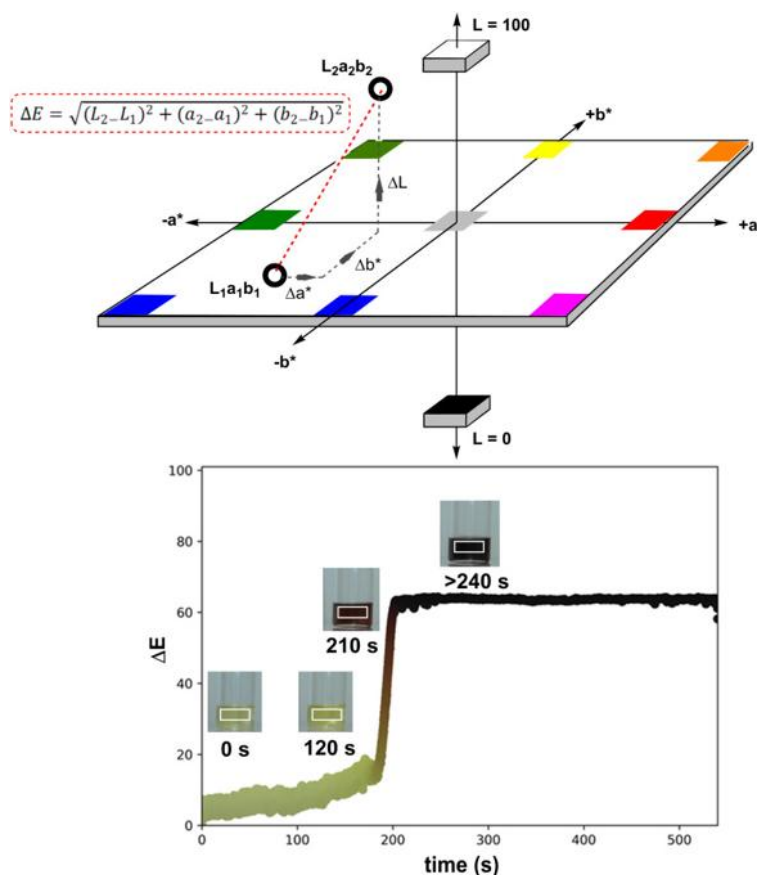 L = 100
L₂a₂b₂
ΔE = √(L₂₋L₁)² + (a₂₋a₁)² + (b₂₋b₁)²
+b*
ΔL
-a*
+a
Δb*
L₁a₁b₁
Δa*
-b*
L = 0
100
80
60
40
20
0
ΔE
>240 s
210 s
0 s
120 s
0
100
200
300
400
500
time (s)